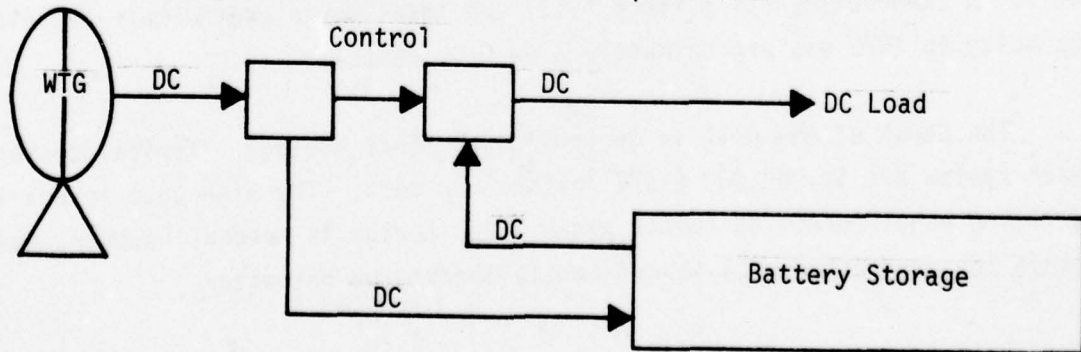 Control
WTG
DC
DC
DC Load
DC
Battery Storage
DC